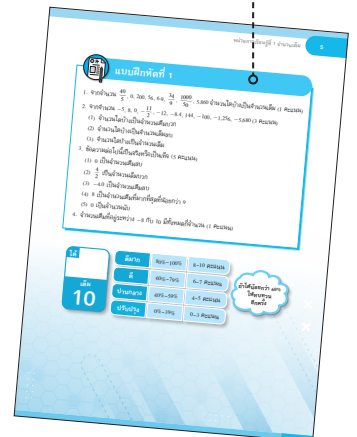 หน่วยการเรียนรู้ที่ 1 จำนวนเต็ม 5
แบบฝึกหัดที่ 1
1. จากจำนวน 40/5, 0, 200, 5s, 6.0, 34/9, 1000/50, 5,060 จำนวนใดบ้างเป็นจำนวนเต็ม (1 คะแนน)
2. จากจำนวน -5, 8, 0, -11/2, -12, -8.4, 144, -100, -1,256, -5,680 (3 คะแนน)
(1) จำนวนใดบ้างเป็นจำนวนเต็มบวก
(2) จำนวนใดบ้างเป็นจำนวนเต็มลบ
(3) จำนวนใดบ้างเป็นจำนวนเต็ม
3. ข้อความต่อไปนี้เป็นจริงหรือเป็นเท็จ (5 คะแนน)
(1) 0 เป็นจำนวนเต็มลบ
(2) 4/2 เป็นจำนวนเต็มบวก
(3) -4.0 เป็นจำนวนเต็มลบ
(4) 8 เป็นจำนวนเต็มที่มากที่สุดที่น้อยกว่า 9
(5) 0 เป็นจำนวนนับ
4. จำนวนเต็มที่อยู่ระหว่าง -8 กับ 10 มีทั้งหมดกี่จำนวน (1 คะแนน)
ได้
เต็ม
10
ดีมาก 80%-100% 8-10 คะแนน
ดี 60%-79% 6-7 คะแนน
ปานกลาง 40%-59% 4-5 คะแนน
ปรับปรุง 0%-39% 0-3 คะแนน
ถ้าได้น้อยกว่า 60%
ให้ทบทวน
อีกครั้ง